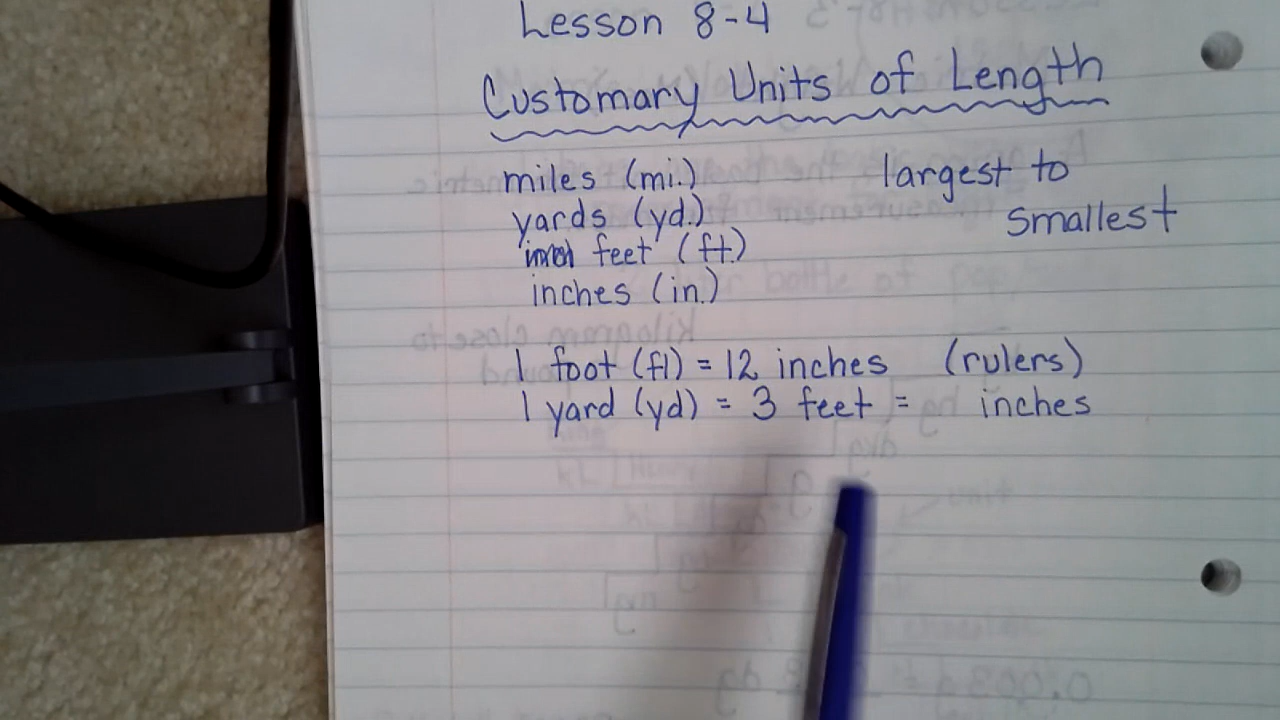 Lesson 8-4
Customary Units of Length
miles (mi.) largest to
yards (yd.) smallest
feet (ft.)
inches (in.)
1 foot (ft) = 12 inches (rulers)
1 yard (yd) = 3 feet = inches